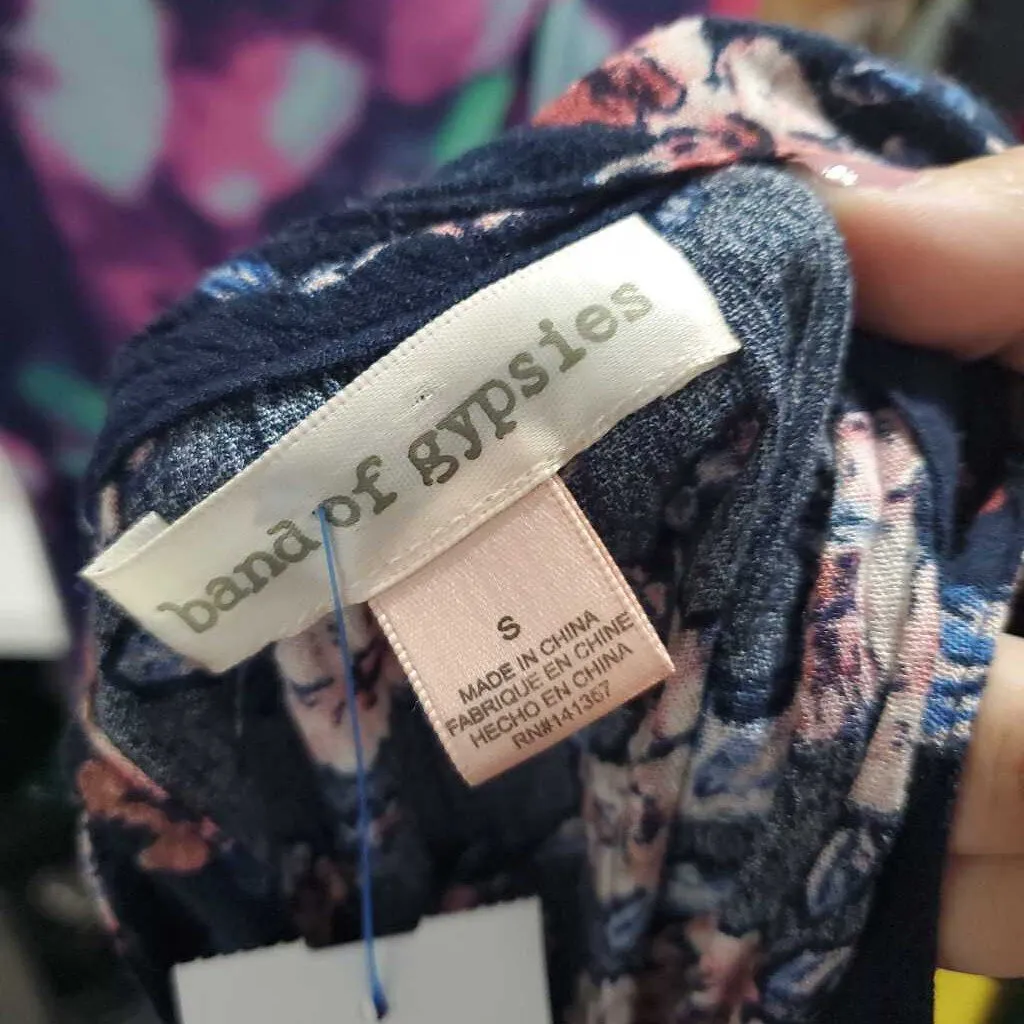 band of gypsies
S
MADE IN CHINA
FABRIQUE EN CHINE
HECHO EN CHINA
RN#141367